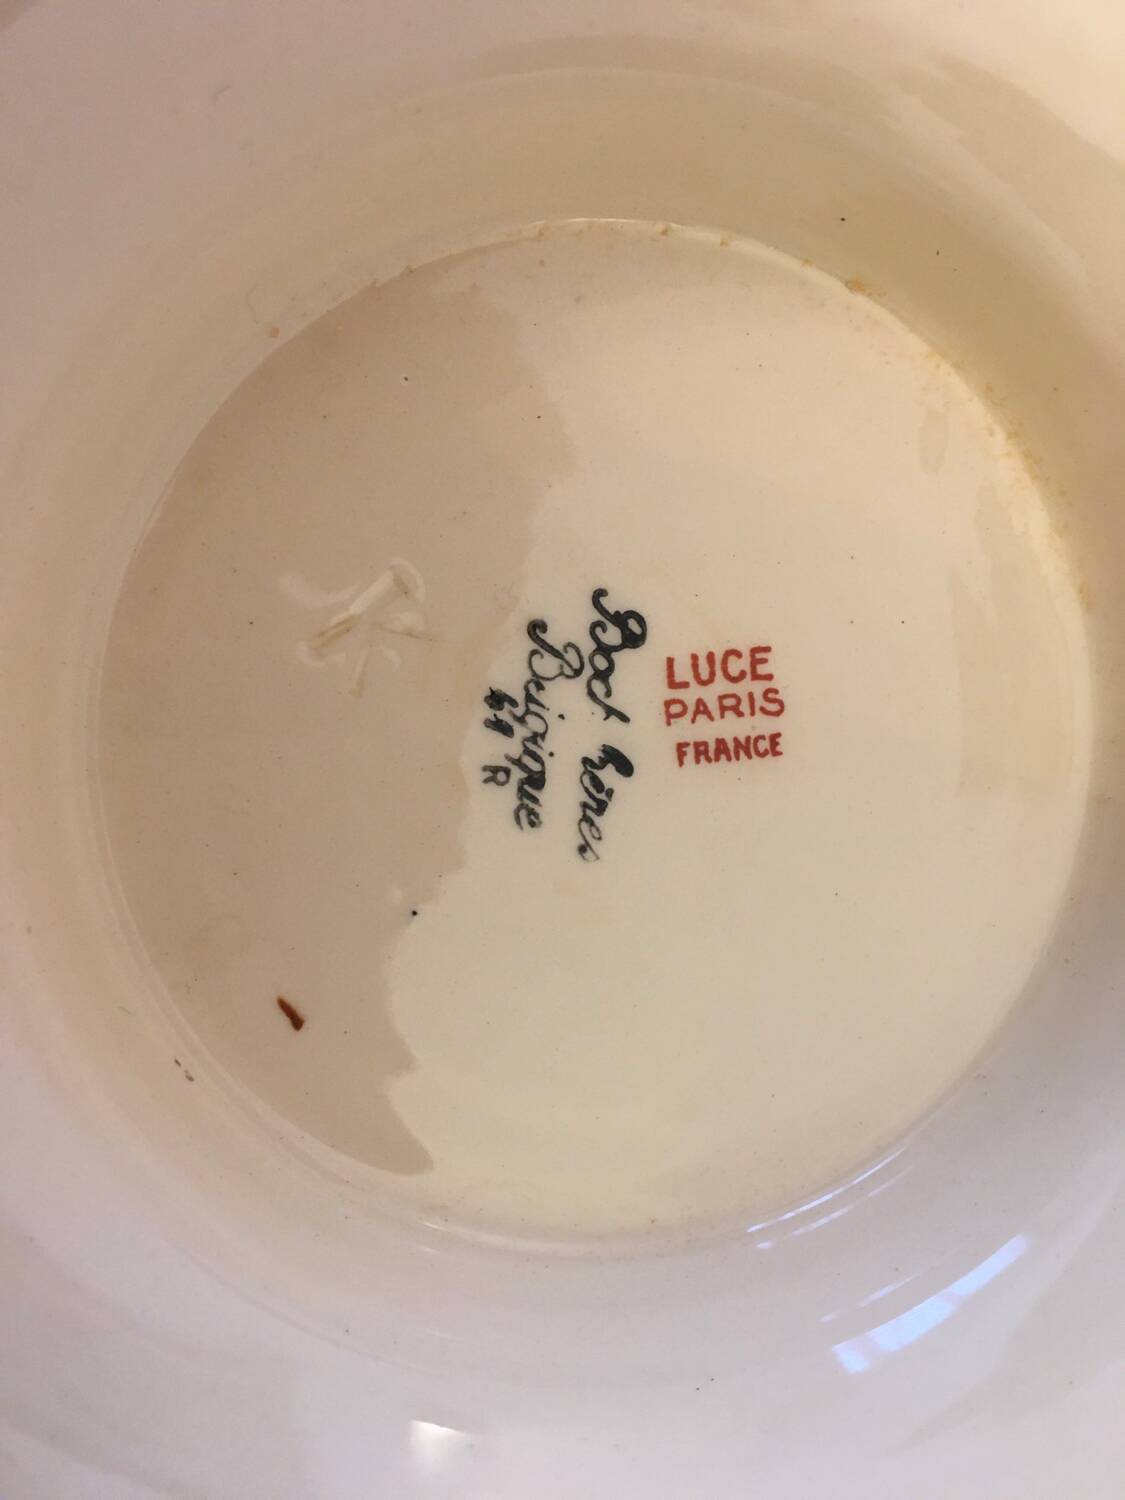 LUCE
PARIS
FRANCE
Boch frères
Belgique
R